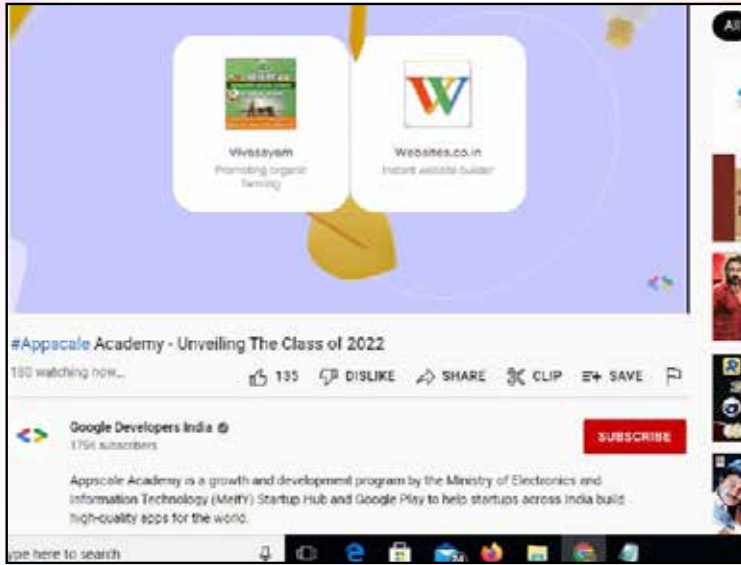 All
Vivasayam
Websites.co.in
Promoting organic
farming
Instant website builder
#Appscale Academy - Unveiling The Class of 2022
watching now...
135 DISLIKE SHARE CLIP SAVE
Google Developers India
subscribers
SUBSCRIBE
Appscale Academy is a growth and development program by the Ministry of Electronics and
Information Technology (MeitY) Startup Hub and Google Play to help startups across India build
high-quality apps for the world.
ype here to search